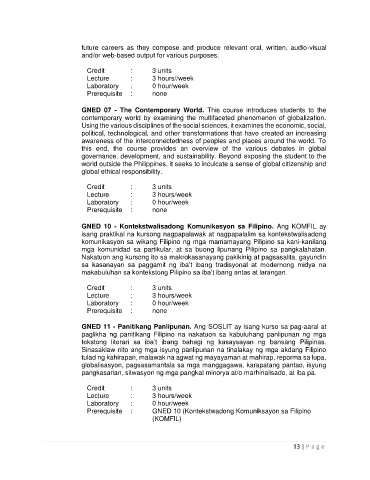 future careers as they compose and produce relevant oral, written, audio-visual
and/or web-based output for various purposes.
Credit : 3 units
Lecture : 3 hours//week
Laboratory : 0 hour/week
Prerequisite : none
GNED 07 - The Contemporary World. This course introduces students to the
contemporary world by examining the multifaceted phenomenon of globalization.
Using the various disciplines of the social sciences, it examines the economic, social,
political, technological, and other transformations that have created an increasing
awareness of the interconnectedness of peoples and places around the world. To
this end, the course provides an overview of the various debates in global
governance, development, and sustainability. Beyond exposing the student to the
world outside the Philippines, it seeks to inculcate a sense of global citizenship and
global ethical responsibility.
Credit : 3 units
Lecture : 3 hours/week
Laboratory : 0 hour/week
Prerequisite : none
GNED 10 - Kontekstwalisadong Komunikasyon sa Filipino. Ang KOMFIL ay
isang praktikal na kursong nagpapalawak at nagpapalalim sa kontekstwalisadong
komunikasyon sa wikang Filipino ng mga mamamayang Pilipino sa kani-kanilang
mga komunidad sa partikular, at sa buong lipunang Pilipino sa pangkalahatan.
Nakatuon ang kursong ito sa makrokasanayang pakikinig at pagsasalita, gayundin
sa kasanayan sa paggamit ng iba't ibang tradisyonal at modernong midya na
makabuluhan sa kontekstong Pilipino sa iba't ibang antas at larangan.
Credit : 3 units
Lecture : 3 hours/week
Laboratory : 0 hour/week
Prerequisite : none
GNED 11 - Panitikang Panlipunan. Ang SOSLIT ay isang kurso sa pag-aaral at
paglikha ng panitikang Filipino na nakatuon sa kabuluhang panlipunan ng mga
tekstong literari sa iba't ibang bahagi ng kasaysayan ng bansang Pilipinas.
Sinasaklaw nito ang mga isyung panlipunan na tinalakay ng mga akdang Filipino
tulad ng kahirapan, malawak na agwat ng mayayaman at mahirap, reporma sa lupa,
globalisasyon, pagsasamantala sa mga manggagawa, karapatang pantao, isyung
pangkasarian, sitwasyon ng mga pangkat minorya at/o marhinalisado, at iba pa.
Credit : 3 units
Lecture : 3 hours/week
Laboratory : 0 hour/week
Prerequisite : GNED 10 (Kontekstwadong Komuniksayon sa Filipino
(KOMFIL)
13 | P a g e